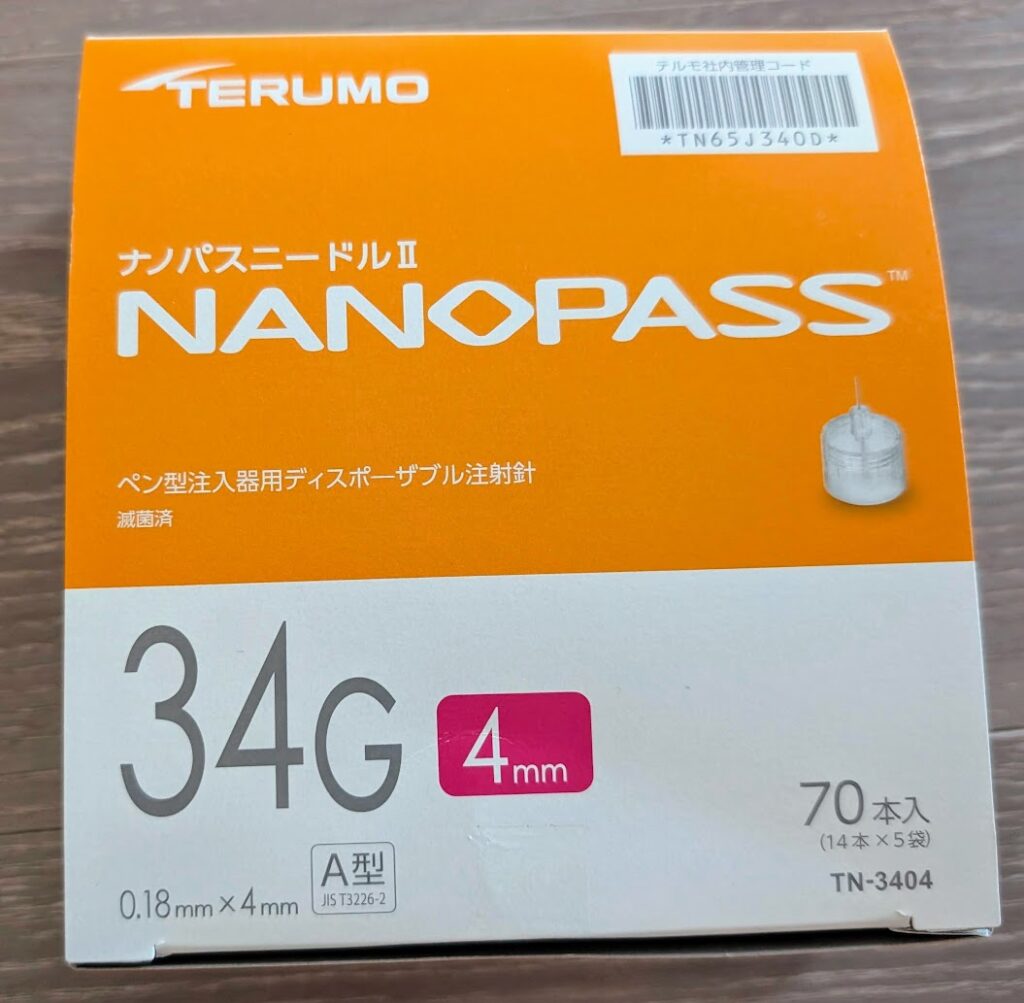 TERUMO
テルモ社内管理コード
*TN65J340D*
ナノパスニードルⅡ
NANOPASS™
ペン型注入器用ディスポーザブル注射針
滅菌済
34G
4mm
70本入
(14本×5袋)
A型
JIS T3226-2
0.18mm×4mm
TN-3404